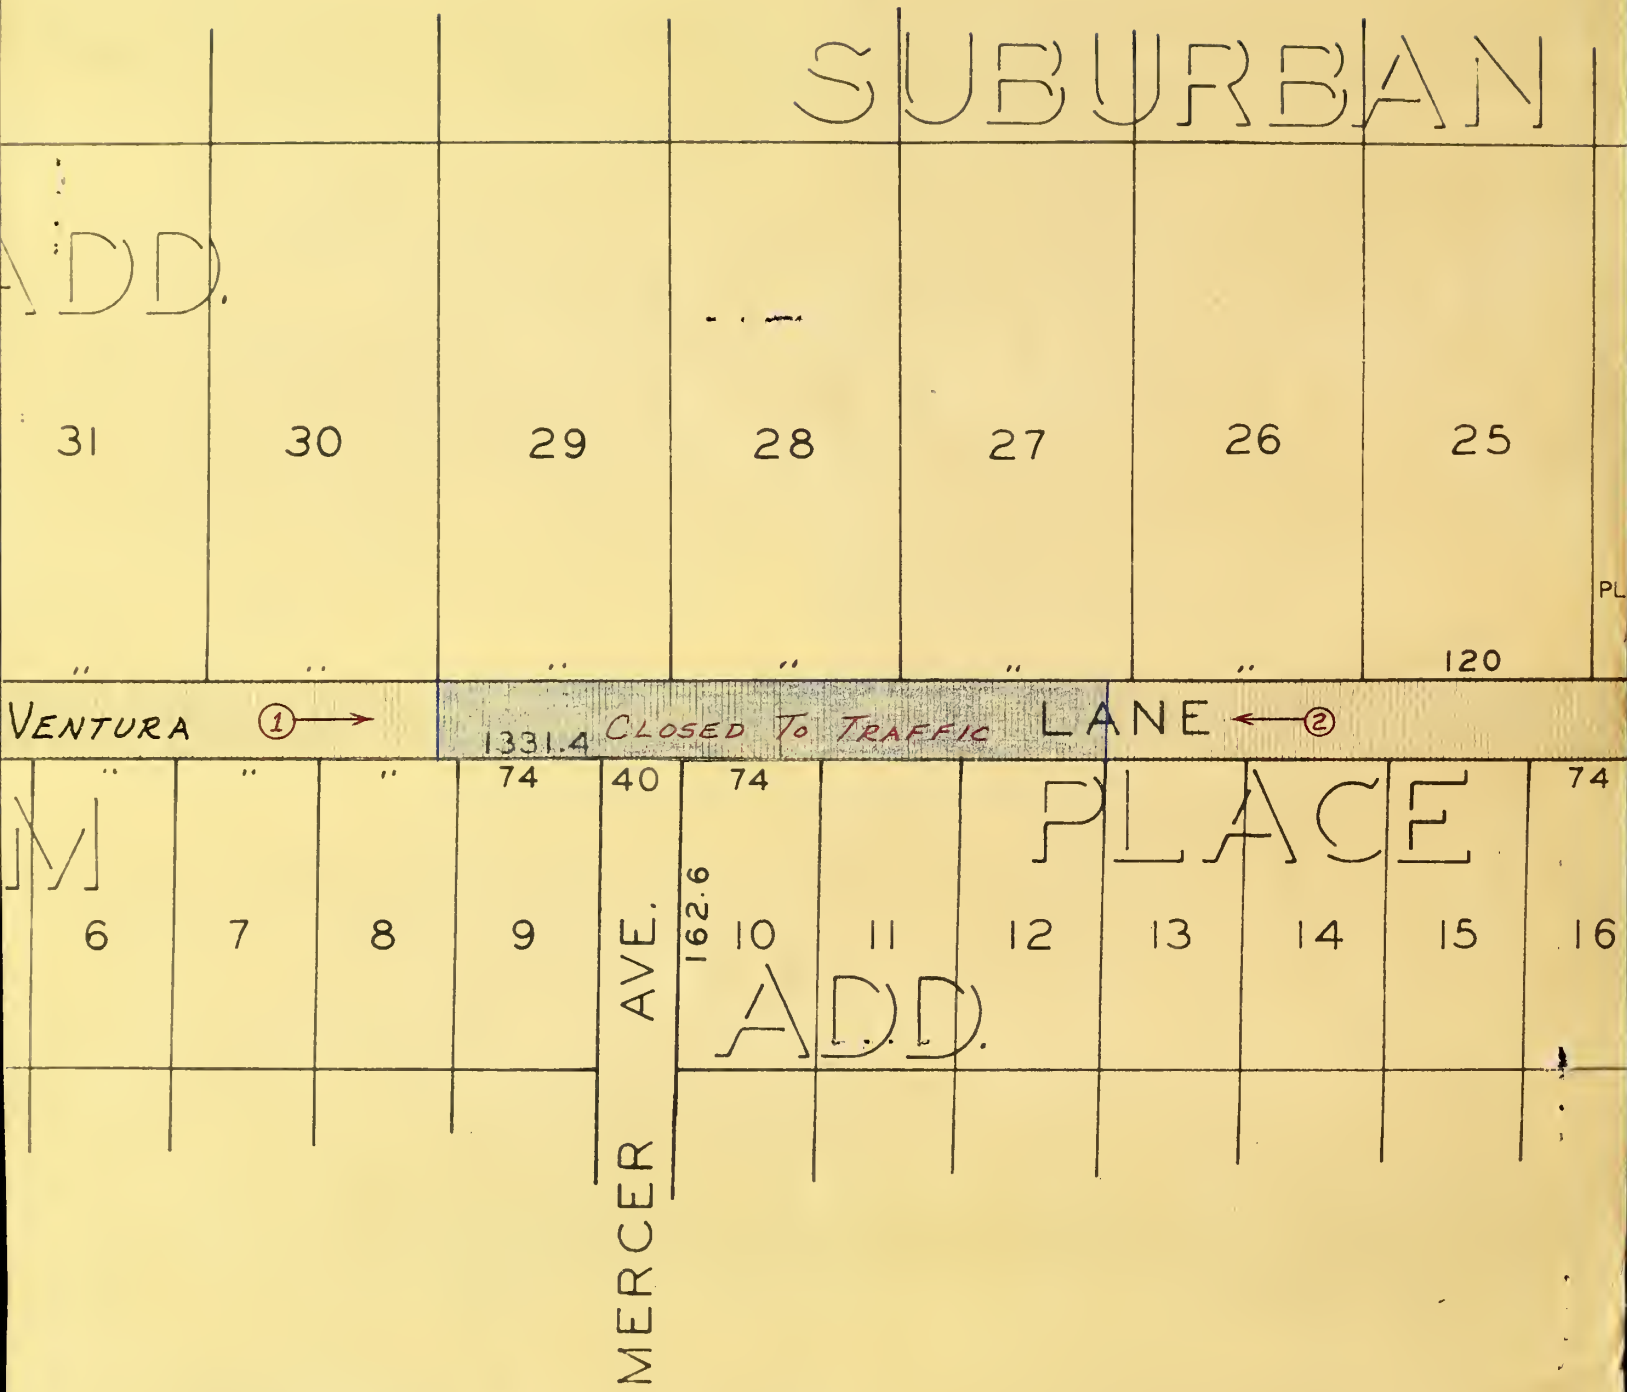 SUBURBAN
ADD.
31 30 29 28 27 26 25
PL
" " " " " " 120
VENTURA ① 1331.4 CLOSED TO TRAFFIC LANE ②
" " " 74 40 74 74
M PLACE
162.6
6 7 8 9 10 11 12 13 14 15 16
ADD.
MERCER AVE.